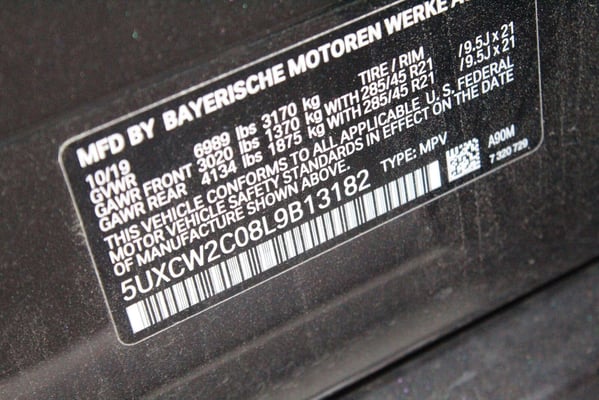 MFD BY BAYERISCHE MOTOREN WERKE A
10/19 TIRE / RIM
GVWR 6989 lbs 3170 kg
GAWR FRONT 3020 lbs 1370 kg WITH 285/45 R21 /9.5J x 21
GAWR REAR 4134 lbs 1875 kg WITH 285/45 R21 /9.5J x 21
THIS VEHICLE CONFORMS TO ALL APPLICABLE U.S. FEDERAL
MOTOR VEHICLE SAFETY STANDARDS IN EFFECT ON THE DATE
OF MANUFACTURE SHOWN ABOVE.
5UXCW2C08L9B13182 TYPE: MPV A90M
7 320 729